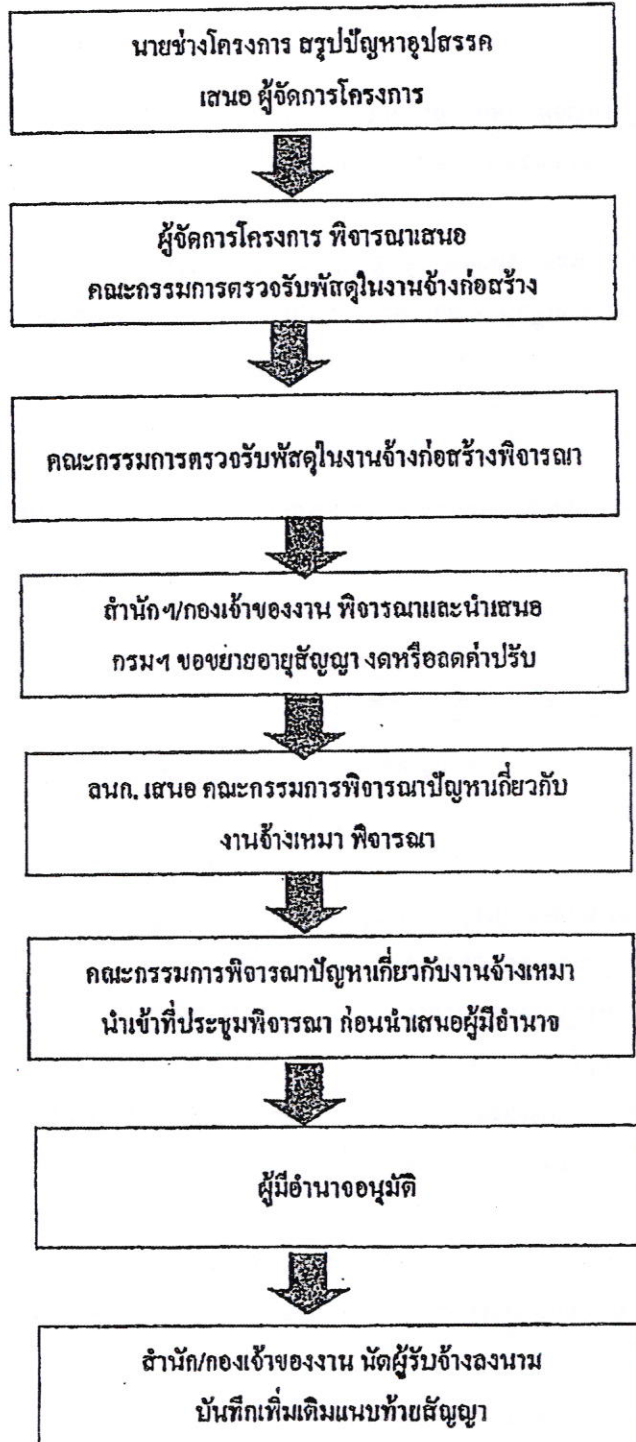 นายช่างโครงการ สรุปปัญหาอุปสรรค
เสนอ ผู้จัดการโครงการ
ผู้จัดการโครงการ พิจารณาเสนอ
คณะกรรมการตรวจรับพัสดุในงานจ้างก่อสร้าง
คณะกรรมการตรวจรับพัสดุในงานจ้างก่อสร้างพิจารณา
สำนักฯ/กองเจ้าของงาน พิจารณาและนำเสนอ
กรมฯ ขอขยายอายุสัญญา งดหรือลดค่าปรับ
ลนก. เสนอ คณะกรรมการพิจารณาปัญหาเกี่ยวกับ
งานจ้างเหมา พิจารณา
คณะกรรมการพิจารณาปัญหาเกี่ยวกับงานจ้างเหมา
นำเข้าที่ประชุมพิจารณา ก่อนนำเสนอผู้มีอำนาจ
ผู้มีอำนาจอนุมัติ
สำนัก/กองเจ้าของงาน นัดผู้รับจ้างลงนาม
บันทึกเพิ่มเติมแนบท้ายสัญญา